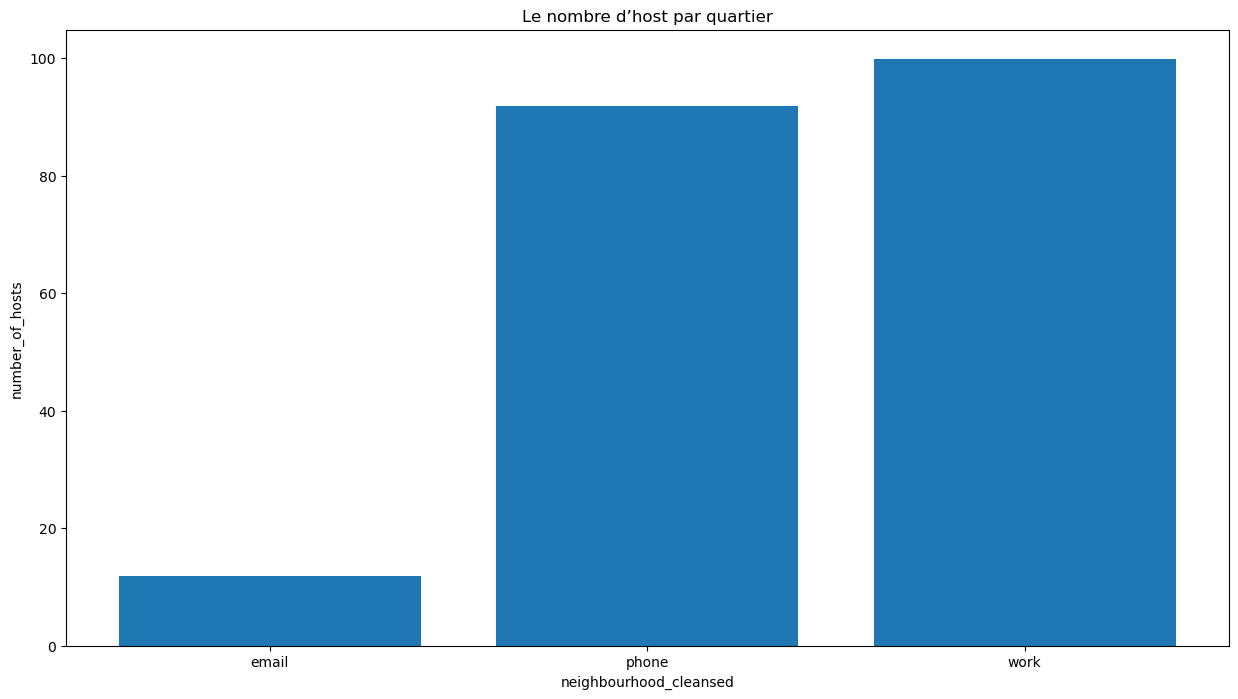 Le nombre d’host par quartier
number_of_hosts
100
80
60
40
20
0
email phone work
neighbourhood_cleansed